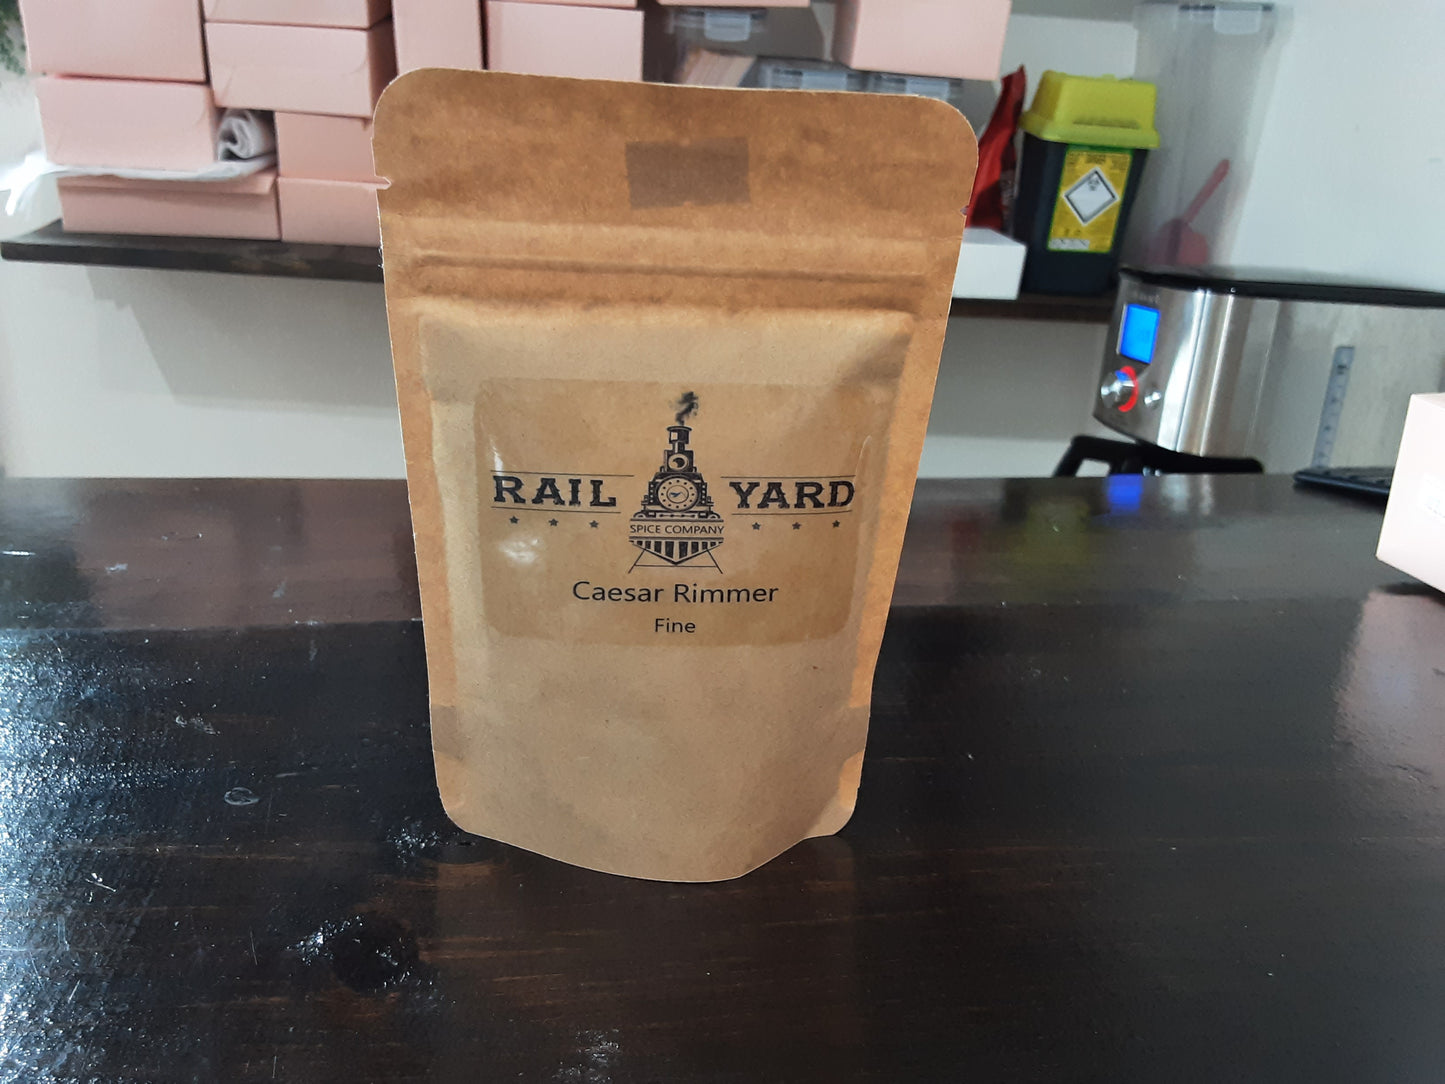 RAIL YARD
SPICE COMPANY
Caesar Rimmer
Fine